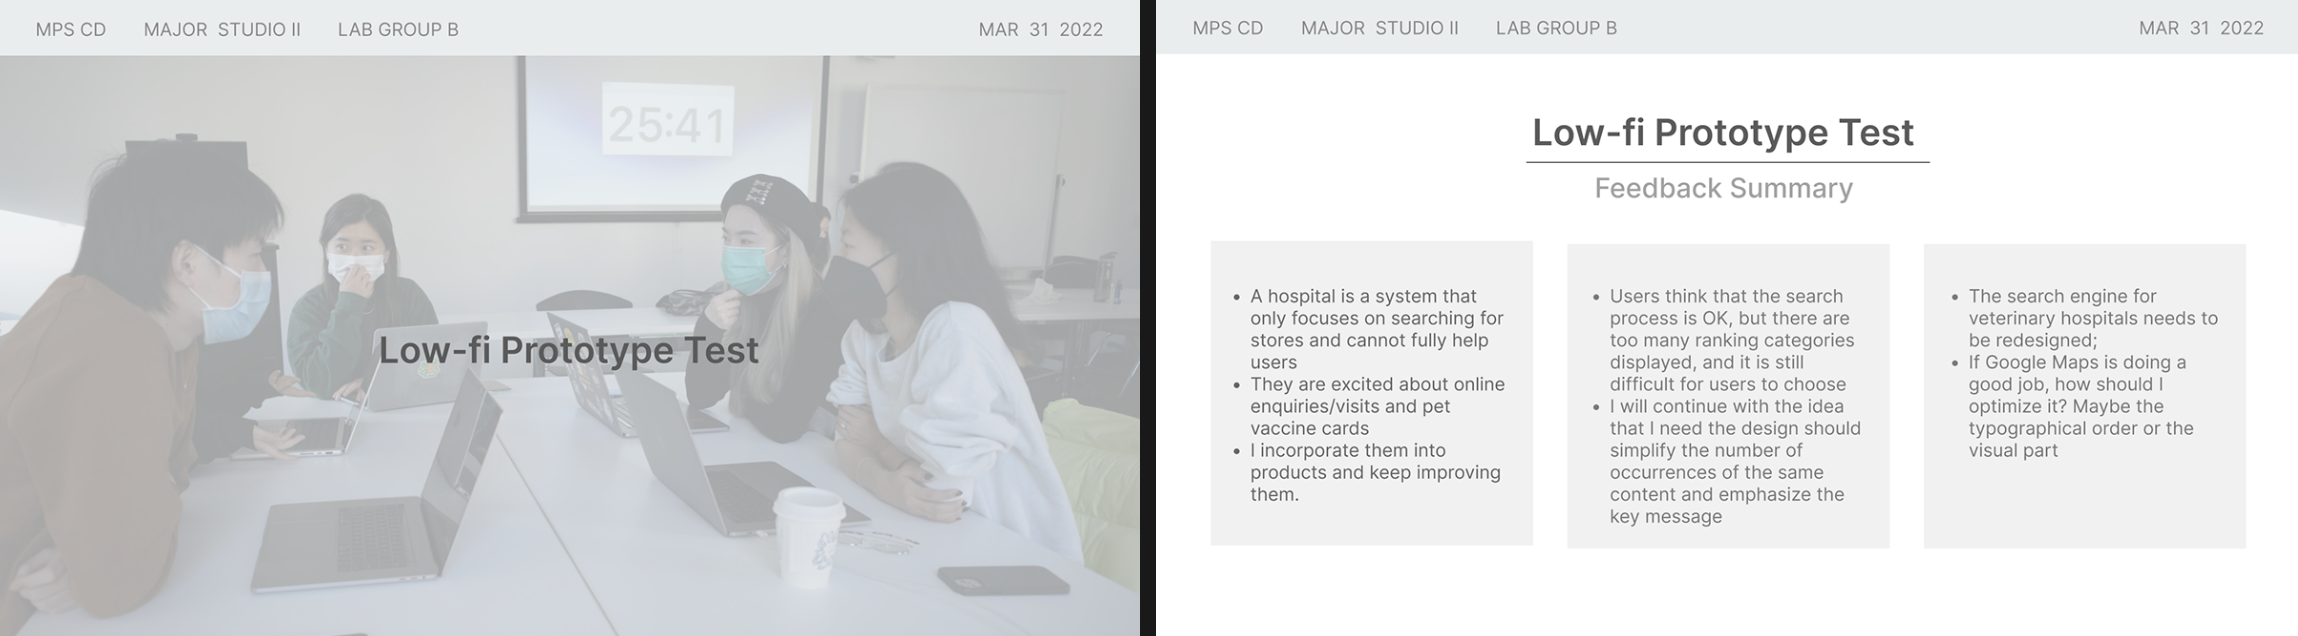 MPS CD MAJOR STUDIO II LAB GROUP B MAR 31 2022
25:41
XXX
Low-fi Prototype Test
MPS CD MAJOR STUDIO II LAB GROUP B MAR 31 2022
Low-fi Prototype Test
Feedback Summary
• A hospital is a system that
only focuses on searching for
stores and cannot fully help
users
• They are excited about online
enquiries/visits and pet
vaccine cards
• I incorporate them into
products and keep improving
them.
• Users think that the search
process is OK, but there are
too many ranking categories
displayed, and it is still
difficult for users to choose
• I will continue with the idea
that I need the design should
simplify the number of
occurrences of the same
content and emphasize the
key message
• The search engine for
veterinary hospitals needs to
be redesigned;
• If Google Maps is doing a
good job, how should I
optimize it? Maybe the
typographical order or the
visual part